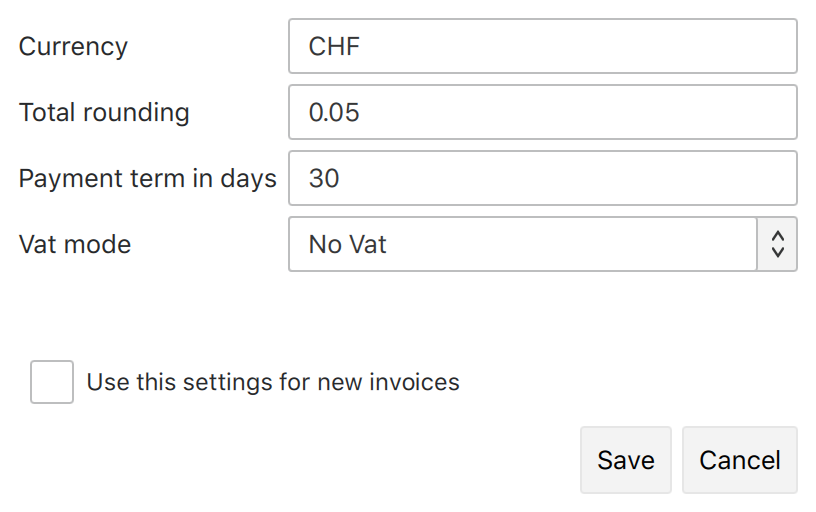 Currency CHF
Total rounding 0.05
Payment term in days 30
Vat mode No Vat
Use this settings for new invoices
Save Cancel